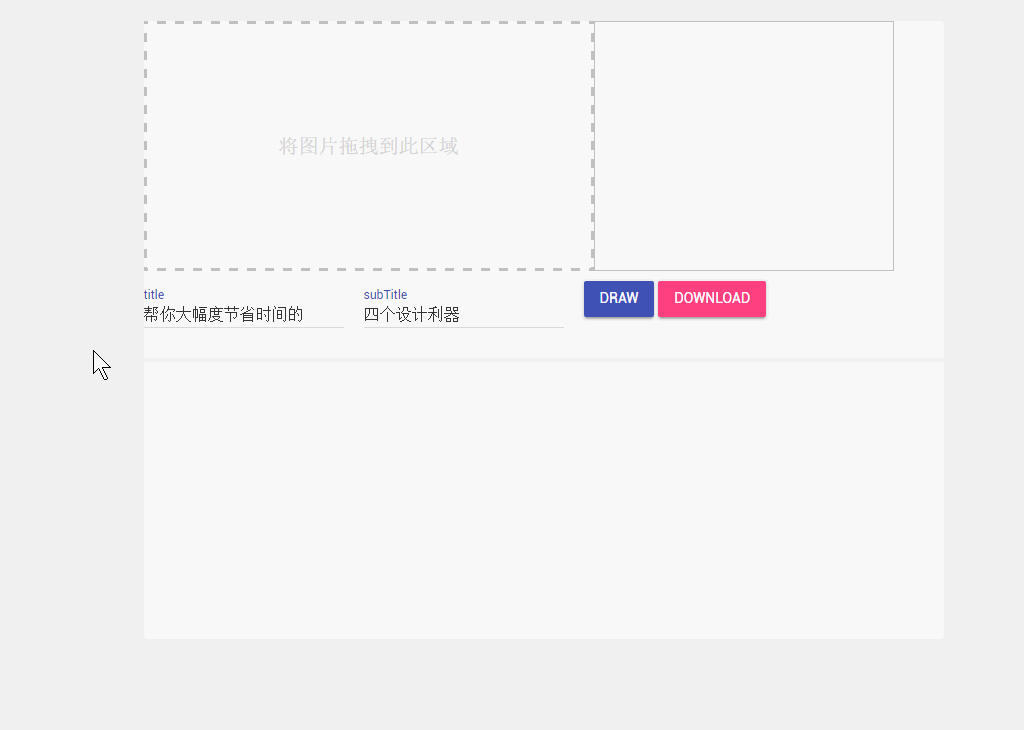 将图片拖拽到此区域
title
帮你大幅度节省时间的
subTitle
四个设计利器
DRAW
DOWNLOAD